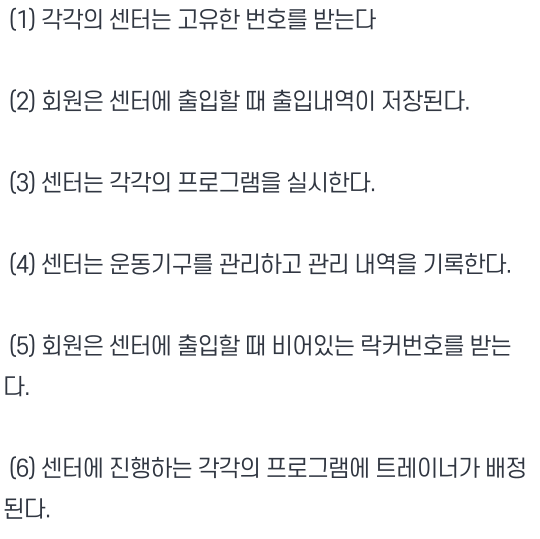 (1) 각각의 센터는 고유한 번호를 받는다
(2) 회원은 센터에 출입할 때 출입내역이 저장된다.
(3) 센터는 각각의 프로그램을 실시한다.
(4) 센터는 운동기구를 관리하고 관리 내역을 기록한다.
(5) 회원은 센터에 출입할 때 비어있는 락커번호를 받는
다.
(6) 센터에 진행하는 각각의 프로그램에 트레이너가 배정
된다.